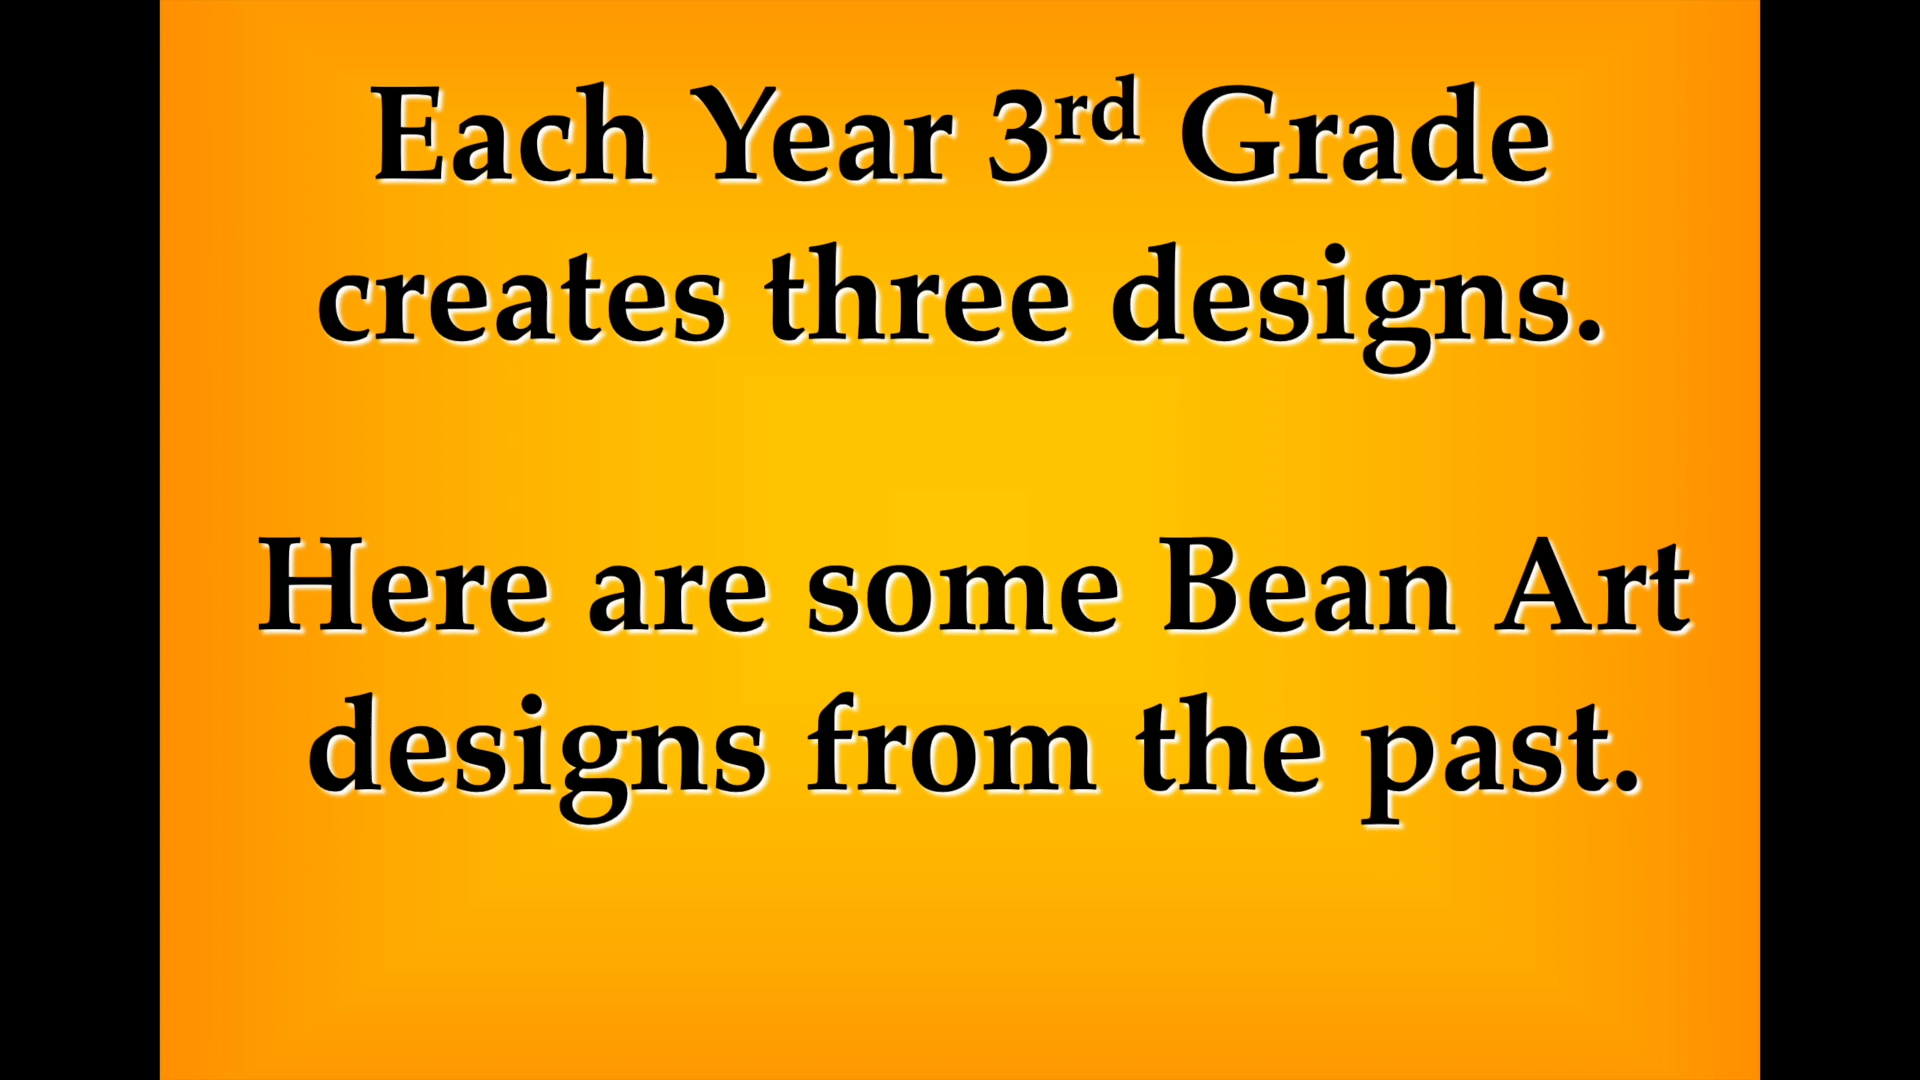 Each Year 3rd Grade
creates three designs.
Here are some Bean Art
designs from the past.